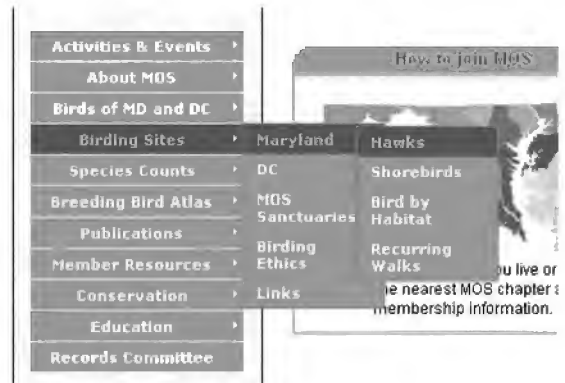 Activities & Events
About MOS
Birds of MD and DC
Birding Sites
Species Counts
Breeding Bird Atlas
Publications
Member Resources
Conservation
Education
Records Committee
Maryland
DC
MOS
Sanctuaries
Birding
Ethics
Links
Hawks
Shorebirds
Bird by
Habitat
Recurring
Walks
How to join MOS
live or
nearest MOS chapter
membership information.